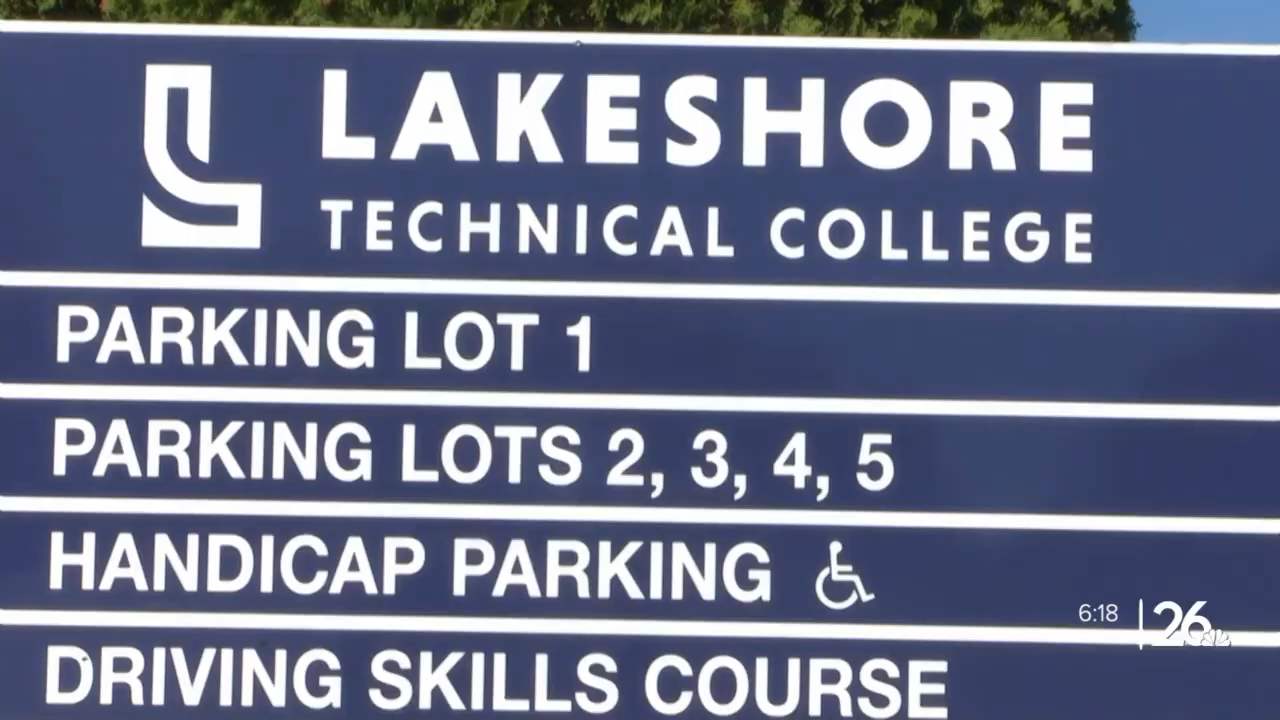 LAKESHORE
TECHNICAL COLLEGE
PARKING LOT 1
PARKING LOTS 2, 3, 4, 5
HANDICAP PARKING
DRIVING SKILLS COURSE
6:18 26